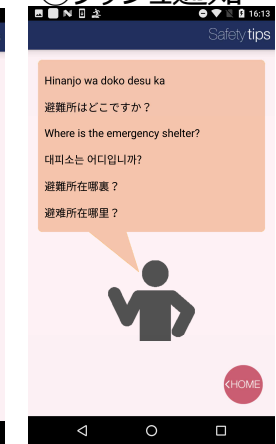 16:13
Safety tips
Hinanjo wa doko desu ka
避難所はどこですか？
Where is the emergency shelter?
대피소는 어디입니까?
避難所在哪裏？
避难所在哪里？
<HOME